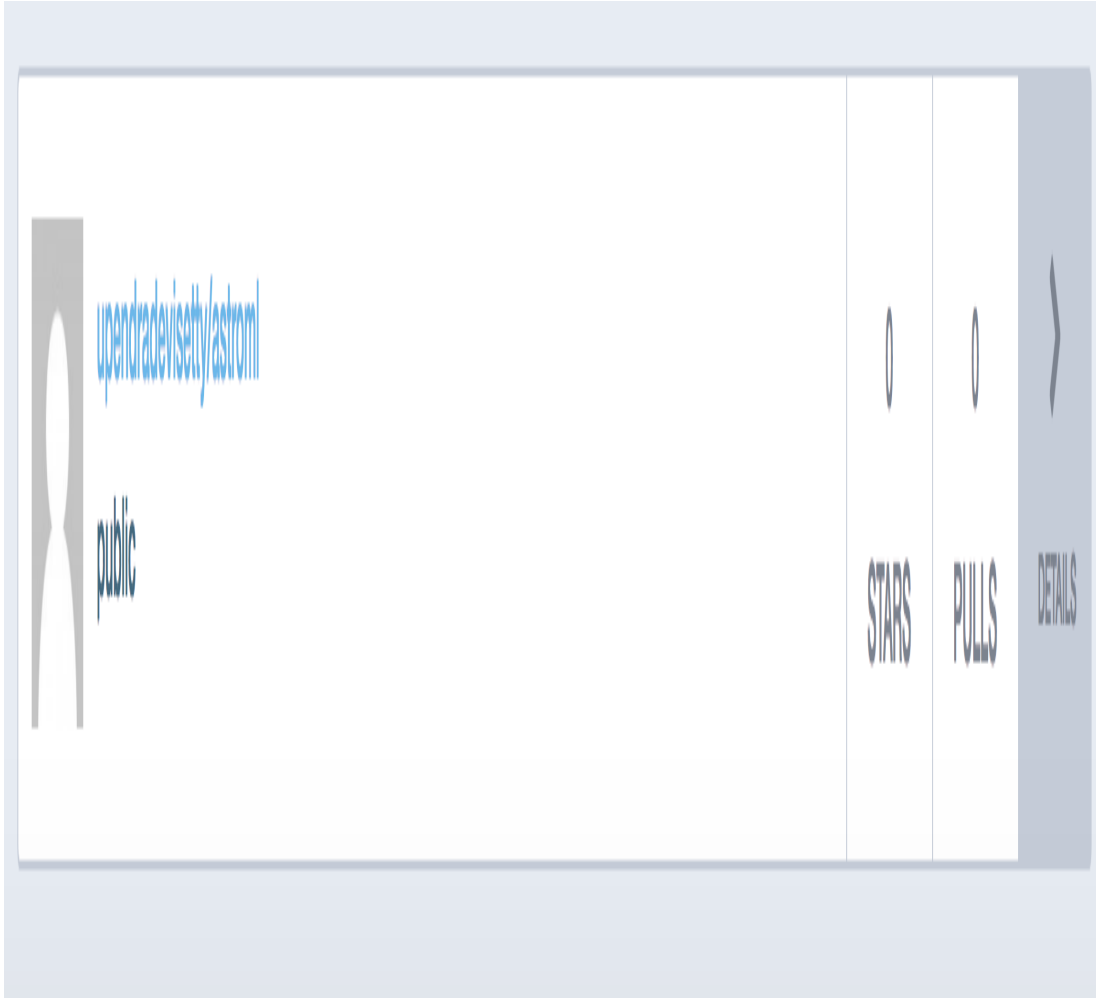 upendradevisetty/astroml
public
0
STARS
0
PULLS
DETAILS